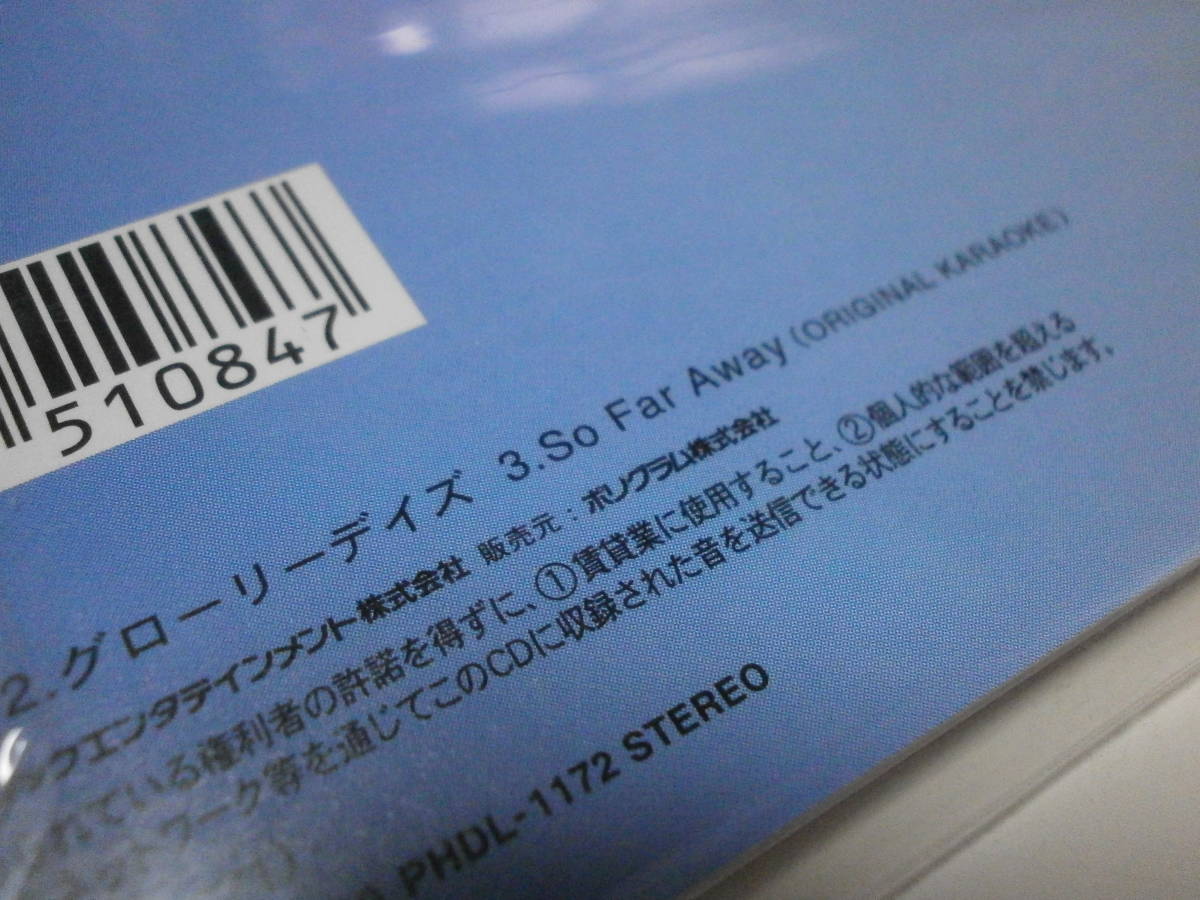 510847
2.グローリーデイズ 3.So Far Away (ORIGINAL KARAOKE)
ックエンタテインメント株式会社 販売元:ポリグラム株式会社
れている権利者の許諾を得ずに、①賃貸業に使用すること、②個人的な範囲を超える
ワーク等を通じてこのCDに収録された音を送信できる状態にすることを禁じます。
PHDL-1172 STEREO